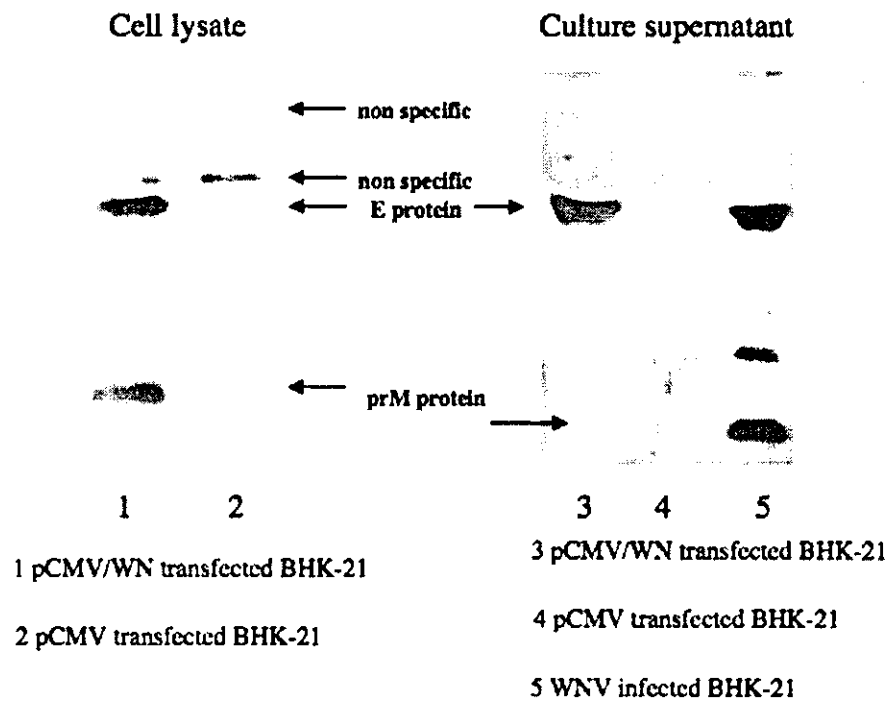 Cell lysate
Culture supernatant
non specific
non specific
E protein
prM protein
1
2
3
4
5
1 pCMV/WN transfected BHK-21
2 pCMV transfected BHK-21
3 pCMV/WN transfected BHK-21
4 pCMV transfected BHK-21
5 WNV infected BHK-21